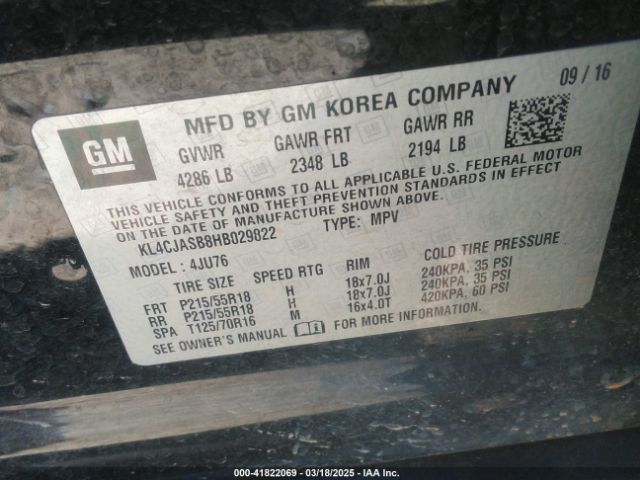 MFD BY GM KOREA COMPANY 09 / 16
GM
GVWR GAWR FRT GAWR RR
4286 LB 2348 LB 2194 LB
THIS VEHICLE CONFORMS TO ALL APPLICABLE U.S. FEDERAL MOTOR
VEHICLE SAFETY AND THEFT PREVENTION STANDARDS IN EFFECT
ON THE DATE OF MANUFACTURE SHOWN ABOVE.
KL4CJASB8HB029822 TYPE: MPV
MODEL : 4JU76
TIRE SIZE SPEED RTG RIM COLD TIRE PRESSURE
FRT P215/55R18 H 18x7.0J 240KPA, 35 PSI
RR P215/55R18 H 18x7.0J 240KPA, 35 PSI
SPA T125/70R16 M 16x4.0T 420KPA, 60 PSI
SEE OWNER'S MANUAL FOR MORE INFORMATION.
000-41822069 — 03/18/2025 — IAA Inc.